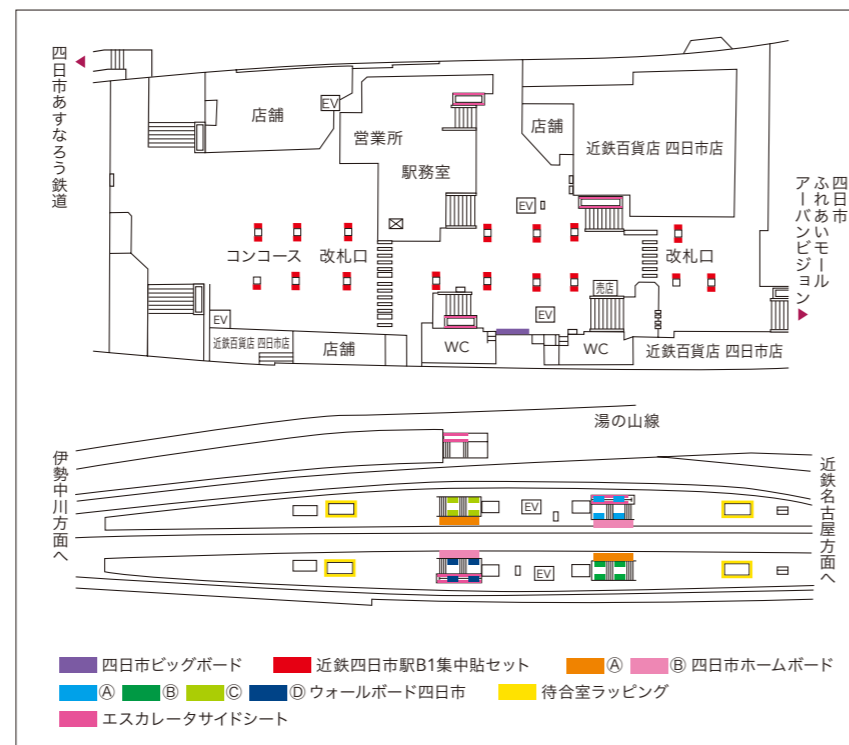 四日市あすなろう鉄道
店舗
EV
営業所
駅務室
店舗
近鉄百貨店 四日市店
四日市
ふれあいモール
アーバンビジョン
EV
コンコース
改札口
改札口
売店
EV
EV
近鉄百貨店 四日市店
店舗
WC
WC
近鉄百貨店 四日市店
湯の山線
伊勢中川方面へ
近鉄名古屋方面へ
EV
EV
四日市ビッグボード
近鉄四日市駅B1集中貼セット
Ⓐ Ⓑ 四日市ホームボード
Ⓐ Ⓑ Ⓒ Ⓓ ウォールボード四日市
待合室ラッピング
エスカレータサイドシート